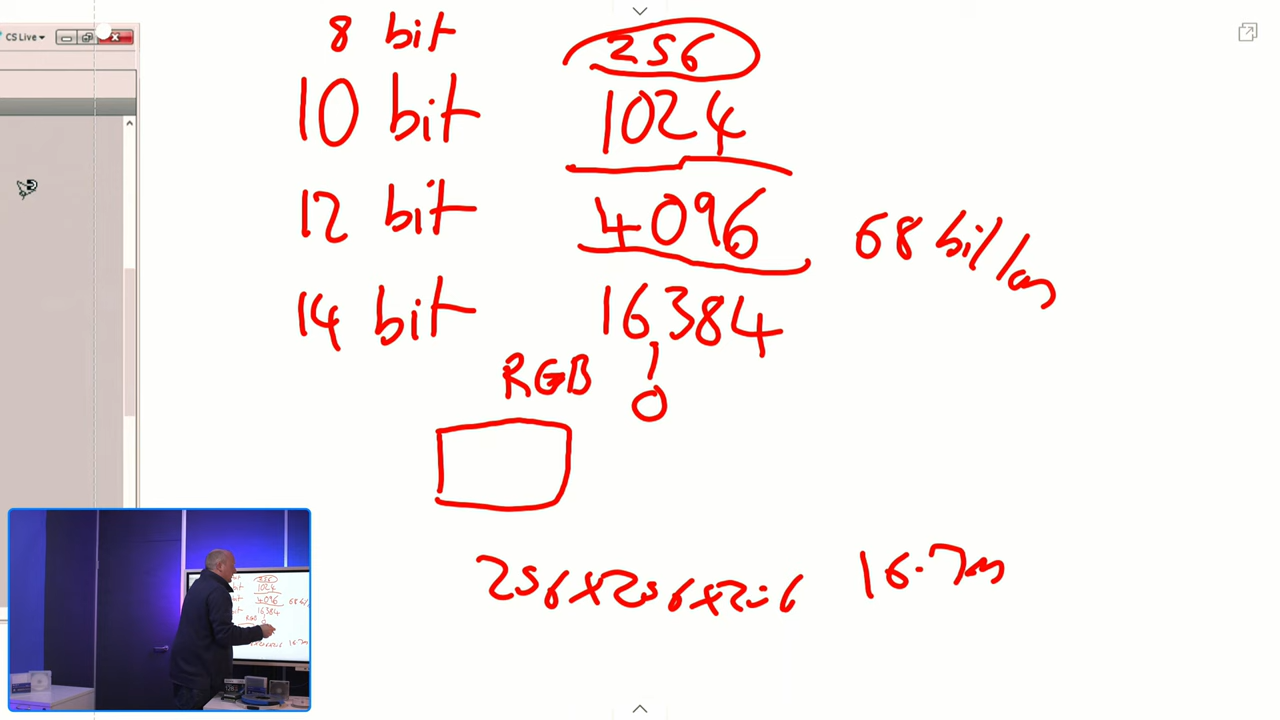 CS Live
8 bit 256
10 bit 1024
12 bit 4096 68 billion
14 bit 16,384
RGB 0
256x256x256 16.7m